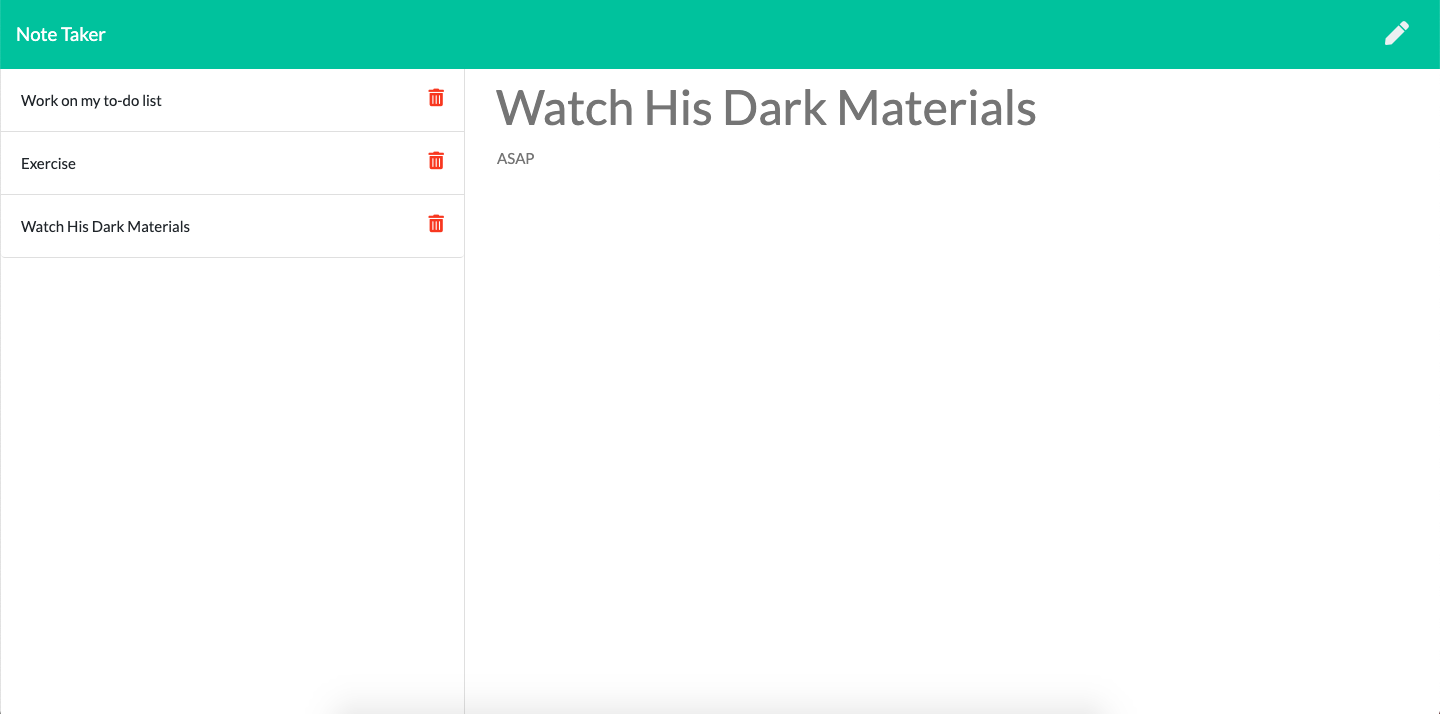 Note Taker
Work on my to-do list
Exercise
Watch His Dark Materials
Watch His Dark Materials
ASAP